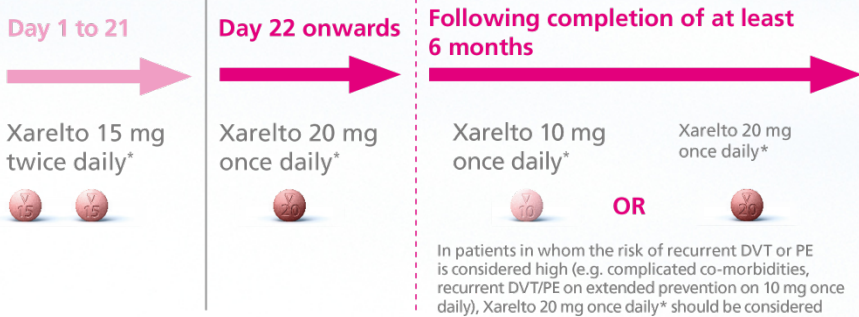 Day 1 to 21
Xarelto 15 mg
twice daily*
V
15
V
15
Day 22 onwards
Xarelto 20 mg
once daily*
V
20
Following completion of at least
6 months
Xarelto 10 mg
once daily*
V
10
OR
Xarelto 20 mg
once daily*
V
20
In patients in whom the risk of recurrent DVT or PE
is considered high (e.g. complicated co-morbidities,
recurrent DVT/PE on extended prevention on 10 mg once
daily), Xarelto 20 mg once daily* should be considered